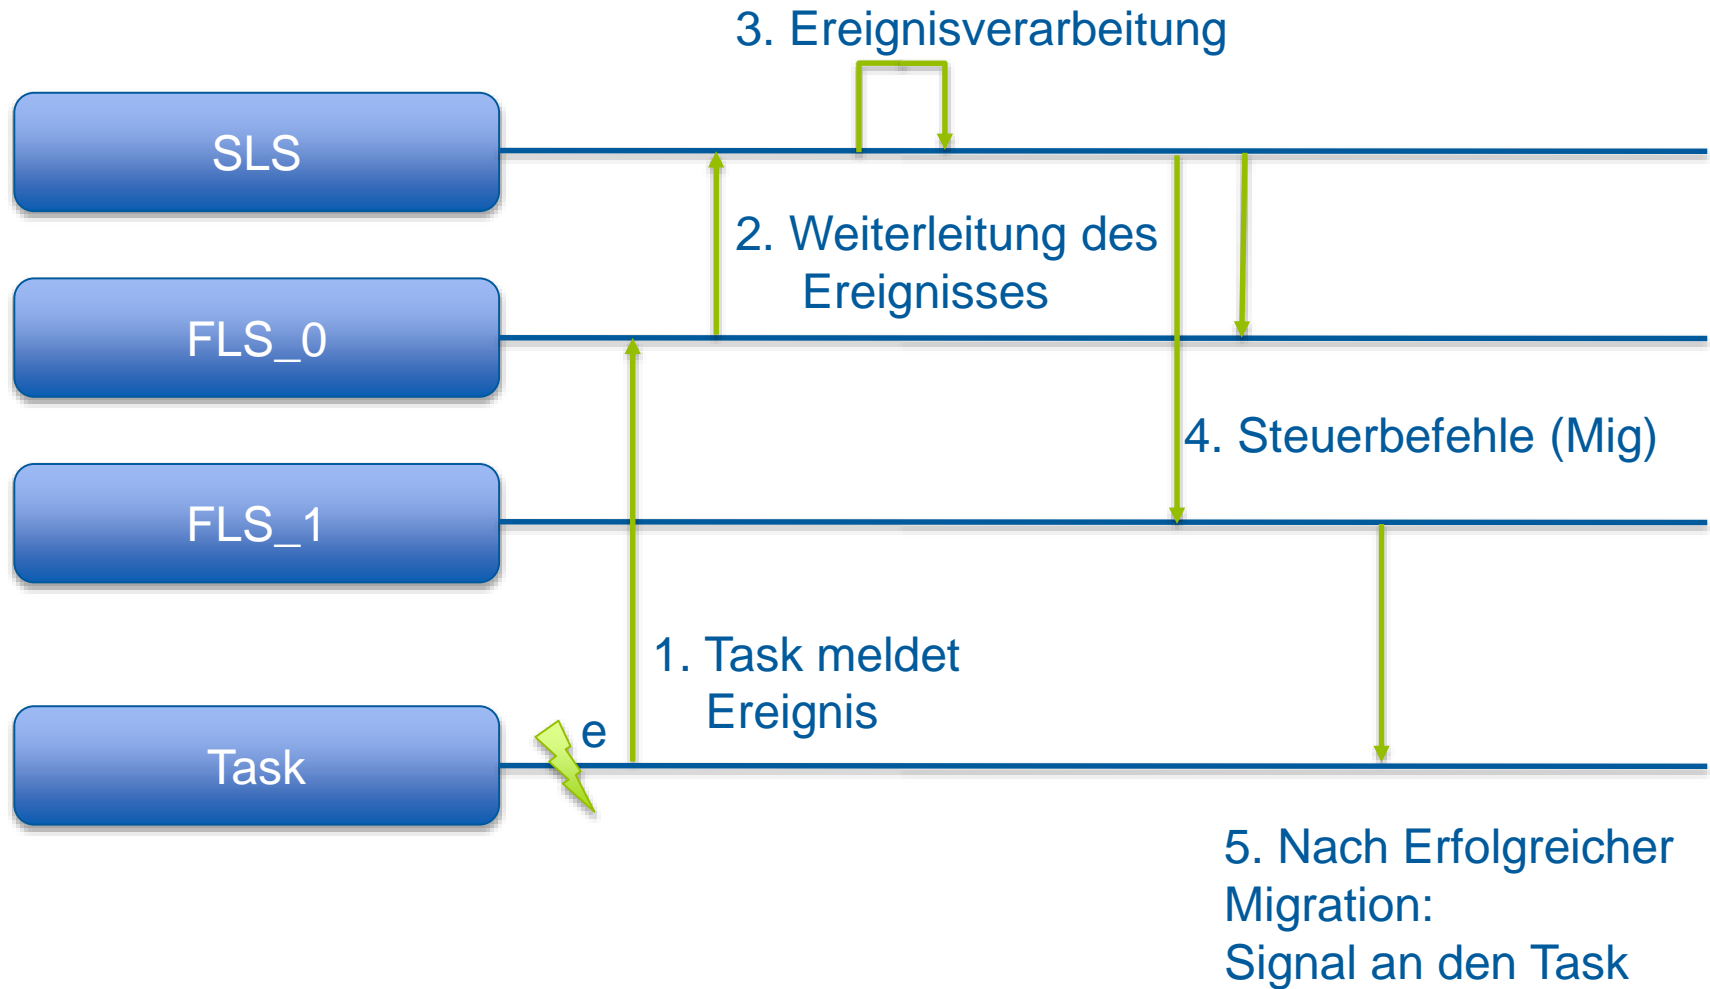 3. Ereignisverarbeitung
SLS
2. Weiterleitung des
Ereignisses
FLS_0
4. Steuerbefehle (Mig)
FLS_1
1. Task meldet
Ereignis
e
Task
5. Nach Erfolgreicher
Migration:
Signal an den Task